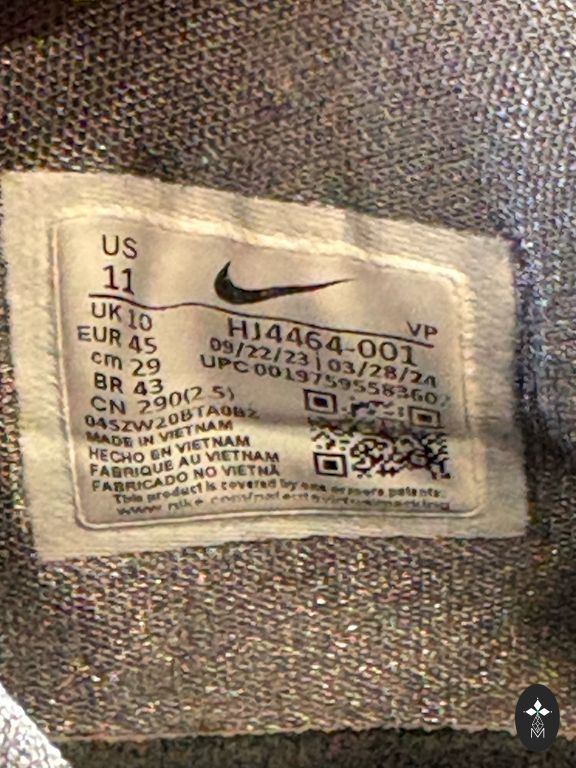 US
11
UK 10
EUR 45
cm 29
BR 43
CN 290(2.5)
VP
HJ4464-001
09/22/23 | 03/28/24
UPC 00197595583602
045ZW20BTA0B2
MADE IN VIETNAM
HECHO EN VIETNAM
FABRIQUE AU VIETNAM
FABRICADO NO VIETNÃ
This product is covered by one or more patents:
M